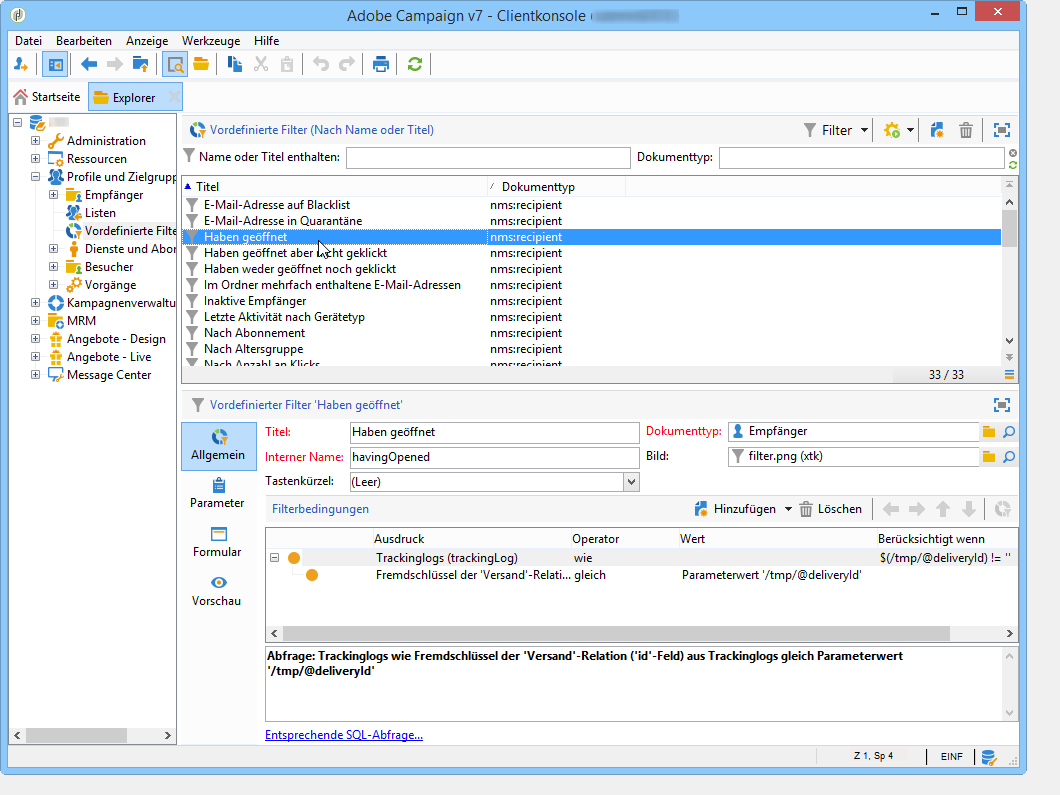 Adobe Campaign v7 - Clientkonsole
Datei Bearbeiten Anzeige Werkzeuge Hilfe
Startseite Explorer
Administration
Ressourcen
Profile und Zielgrupp
Empfänger
Listen
Vordefinierte Filte
Dienste und Abor
Besucher
Vorgänge
Kampagnenverwaltu
MRM
Angebote - Design
Angebote - Live
Message Center
Vordefinierte Filter (Nach Name oder Titel) Filter
Name oder Titel enthalten: Dokumenttyp:
Titel Dokumenttyp
E-Mail-Adresse auf Blacklist nms:recipient
E-Mail-Adresse in Quarantäne nms:recipient
Haben geöffnet nms:recipient
Haben geöffnet aber nicht geklickt nms:recipient
Haben weder geöffnet noch geklickt nms:recipient
Im Ordner mehrfach enthaltene E-Mail-Adressen nms:recipient
Inaktive Empfänger nms:recipient
Letzte Aktivität nach Gerätetyp nms:recipient
Nach Abonnement nms:recipient
Nach Altersgruppe nms:recipient
Nach Anzahl an Klicks nms:recipient
33 / 33
Vordefinierter Filter 'Haben geöffnet'
Allgemein
Parameter
Formular
Vorschau
Titel: Haben geöffnet Dokumenttyp: Empfänger
Interner Name: havingOpened Bild: filter.png (xtk)
Tastenkürzel: (Leer)
Filterbedingungen Hinzufügen Löschen
Ausdruck Operator Wert Berücksichtigt wenn
Trackinglogs (trackingLog) wie $(/tmp/@deliveryId) != ''
Fremdschlüssel der 'Versand'-Relati... gleich Parameterwert '/tmp/@deliveryId'
Abfrage: Trackinglogs wie Fremdschlüssel der 'Versand'-Relation ('id'-Feld) aus Trackinglogs gleich Parameterwert
'/tmp/@deliveryId'
Entsprechende SQL-Abfrage...
Z 1, Sp 4 EINF